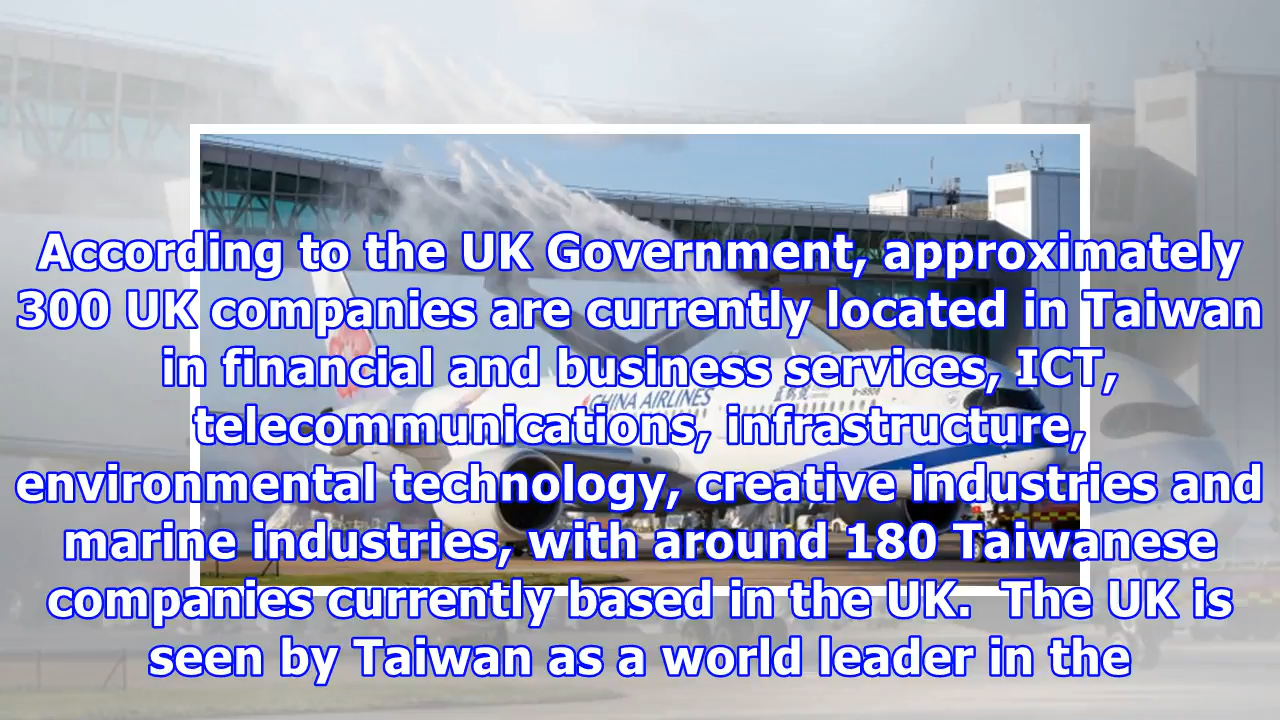 According to the UK Government, approximately
300 UK companies are currently located in Taiwan
in financial and business services, ICT,
telecommunications, infrastructure,
environmental technology, creative industries and
marine industries, with around 180 Taiwanese
companies currently based in the UK. The UK is
seen by Taiwan as a world leader in the
CHINA AIRLINES